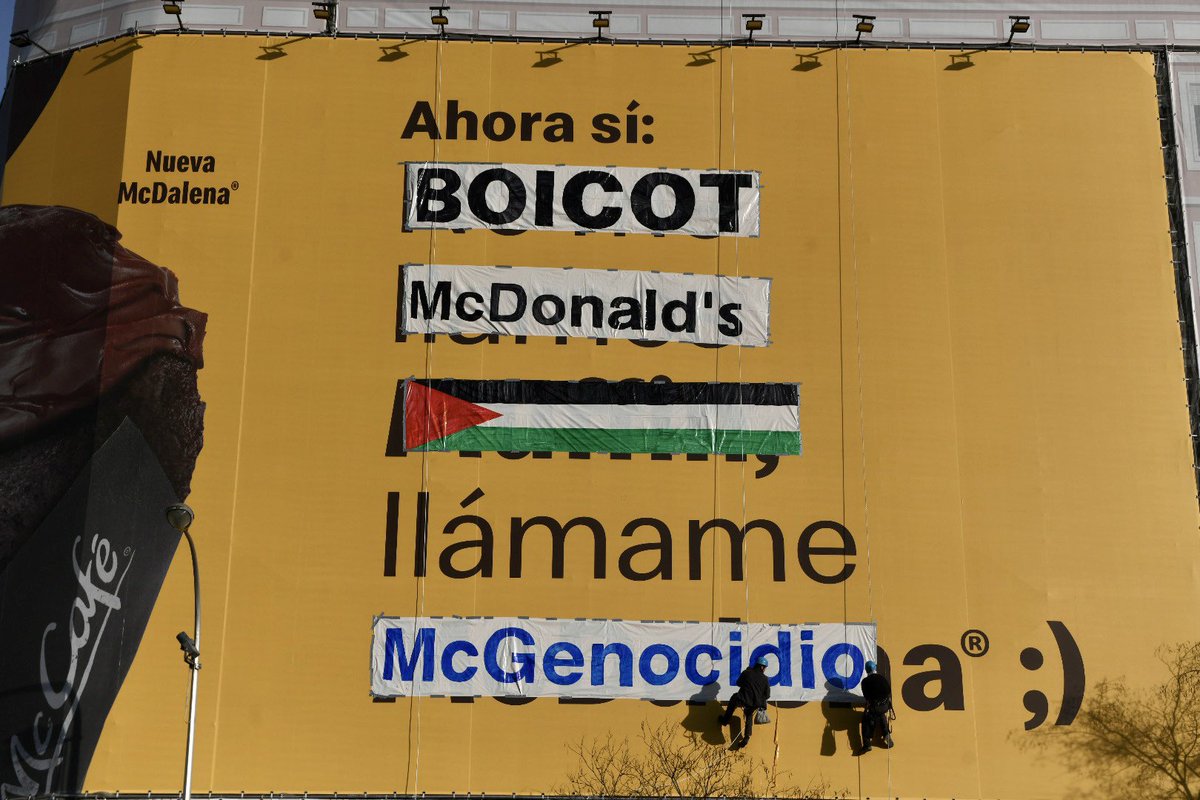 Ahora sí:
Nueva
McDalena®
BOICOT
McDonald's
llámame
McGenocidio
a® ;)
McCafé®